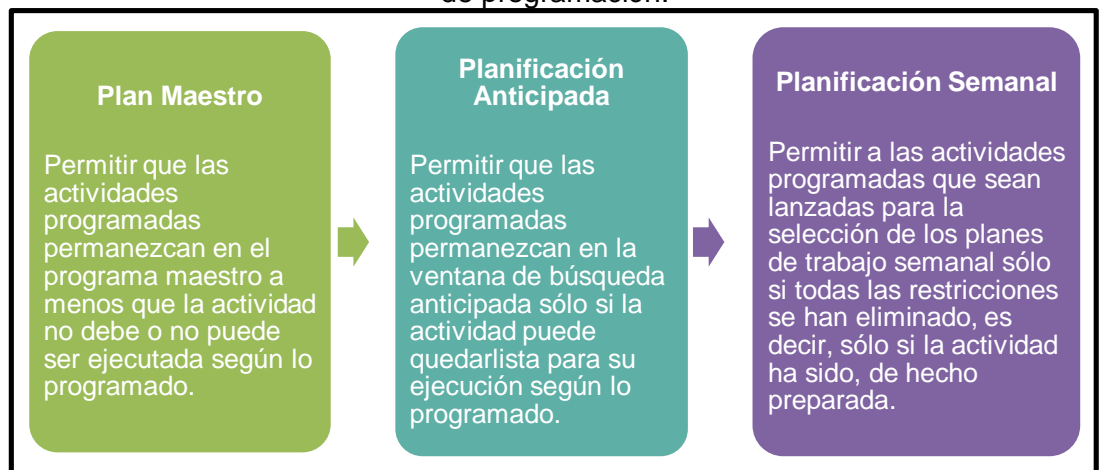 de programación.
Plan Maestro
Permitir que las
actividades
programadas
permanezcan en el
programa maestro a
menos que la actividad
no debe o no puede
ser ejecutada según lo
programado.
Planificación
Anticipada
Permitir que las
actividades
programadas
permanezcan en la
ventana de búsqueda
anticipada sólo si la
actividad puede
quedarlista para su
ejecución según lo
programado.
Planificación Semanal
Permitir a las actividades
programadas que sean
lanzadas para la
selección de los planes
de trabajo semanal sólo
si todas las restricciones
se han eliminado, es
decir, sólo si la actividad
ha sido, de hecho
preparada.